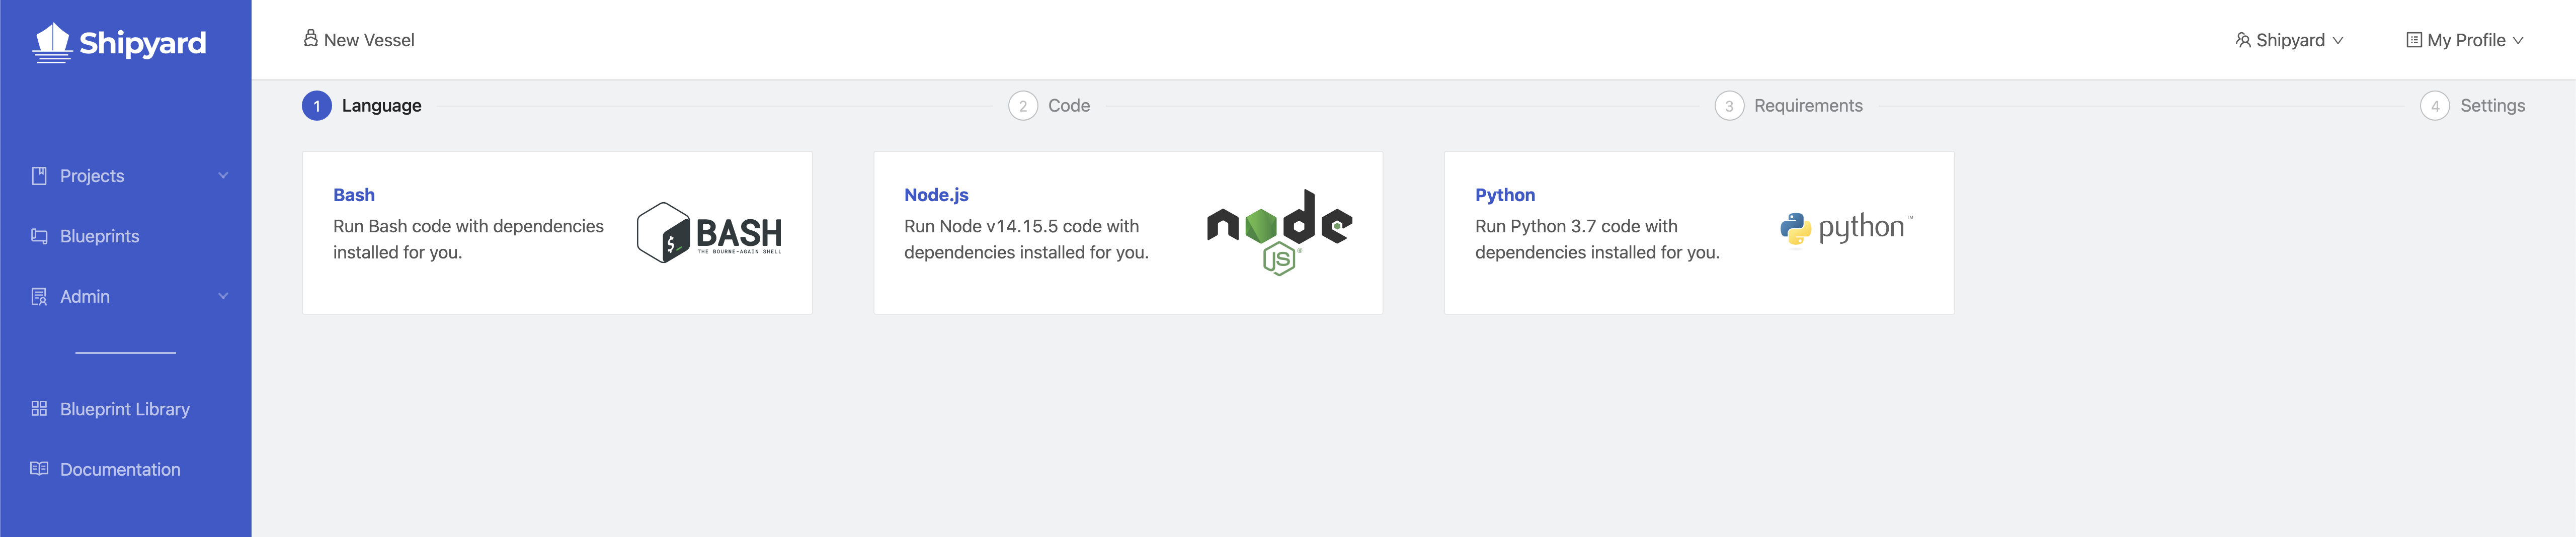 Shipyard
New Vessel
Shipyard
My Profile
1 Language
2 Code
3 Requirements
4 Settings
Projects
Blueprints
Admin
Blueprint Library
Documentation
Bash
Run Bash code with dependencies
installed for you.
$_
BASH
THE BOURNE-AGAIN SHELL
Node.js
Run Node v14.15.5 code with
dependencies installed for you.
node
JS®
Python
Run Python 3.7 code with
dependencies installed for you.
python™